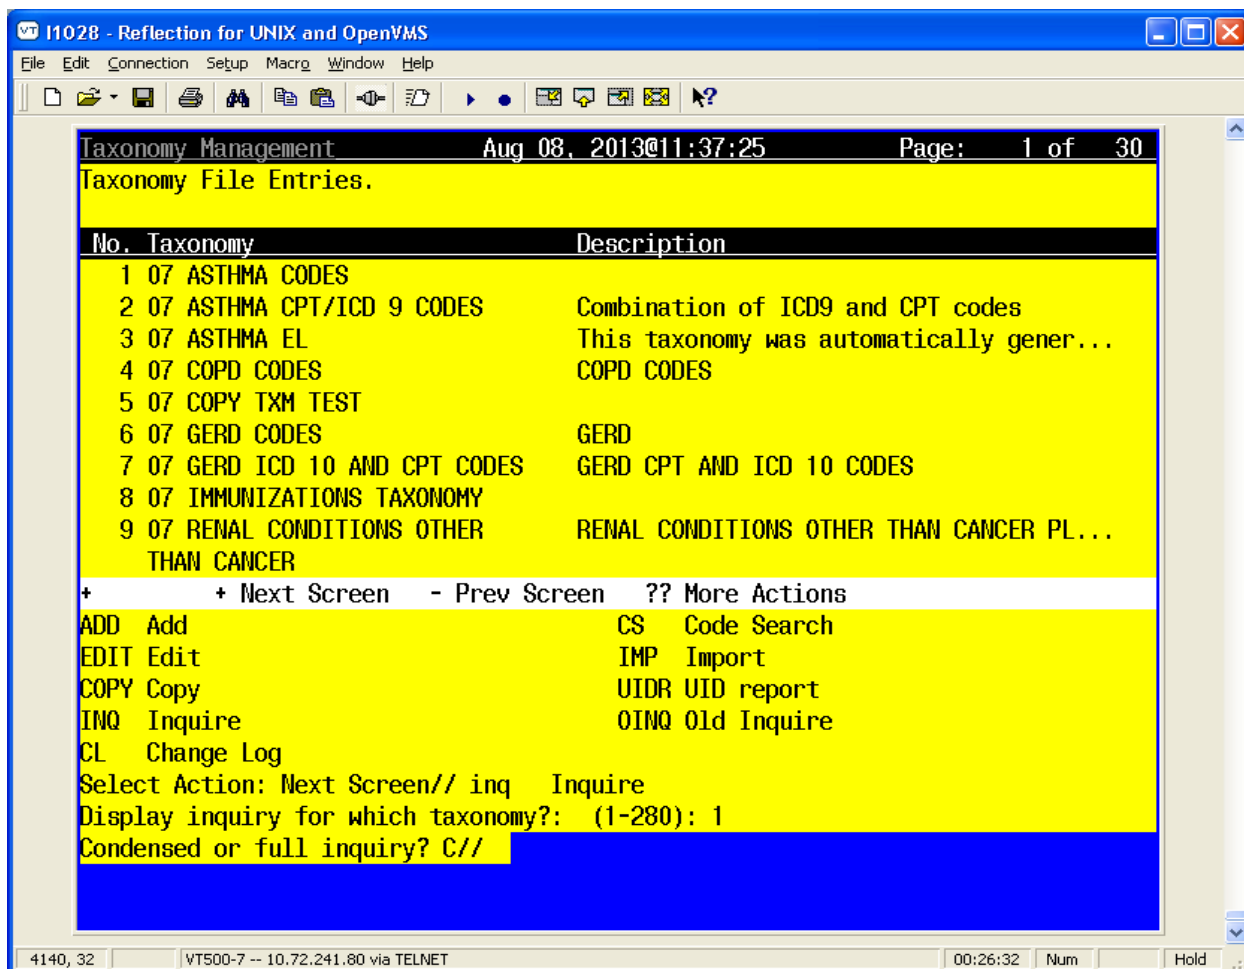 I1028 - Reflection for UNIX and OpenVMS
File Edit Connection Setup Macro Window Help
Taxonomy Management Aug 08, 2013@11:37:25 Page: 1 of 30
Taxonomy File Entries.
No. Taxonomy Description
1 07 ASTHMA CODES
2 07 ASTHMA CPT/ICD 9 CODES Combination of ICD9 and CPT codes
3 07 ASTHMA EL This taxonomy was automatically gener...
4 07 COPD CODES COPD CODES
5 07 COPY TXM TEST
6 07 GERD CODES GERD
7 07 GERD ICD 10 AND CPT CODES GERD CPT AND ICD 10 CODES
8 07 IMMUNIZATIONS TAXONOMY
9 07 RENAL CONDITIONS OTHER RENAL CONDITIONS OTHER THAN CANCER PL...
THAN CANCER
+ + Next Screen - Prev Screen ?? More Actions
ADD Add CS Code Search
EDIT Edit IMP Import
COPY Copy UIDR UID report
INQ Inquire OINQ Old Inquire
CL Change Log
Select Action: Next Screen// inq Inquire
Display inquiry for which taxonomy?: (1-280): 1
Condensed or full inquiry? C//
4140, 32 VT500-7 -- 10.72.241.80 via TELNET 00:26:32 Num Hold